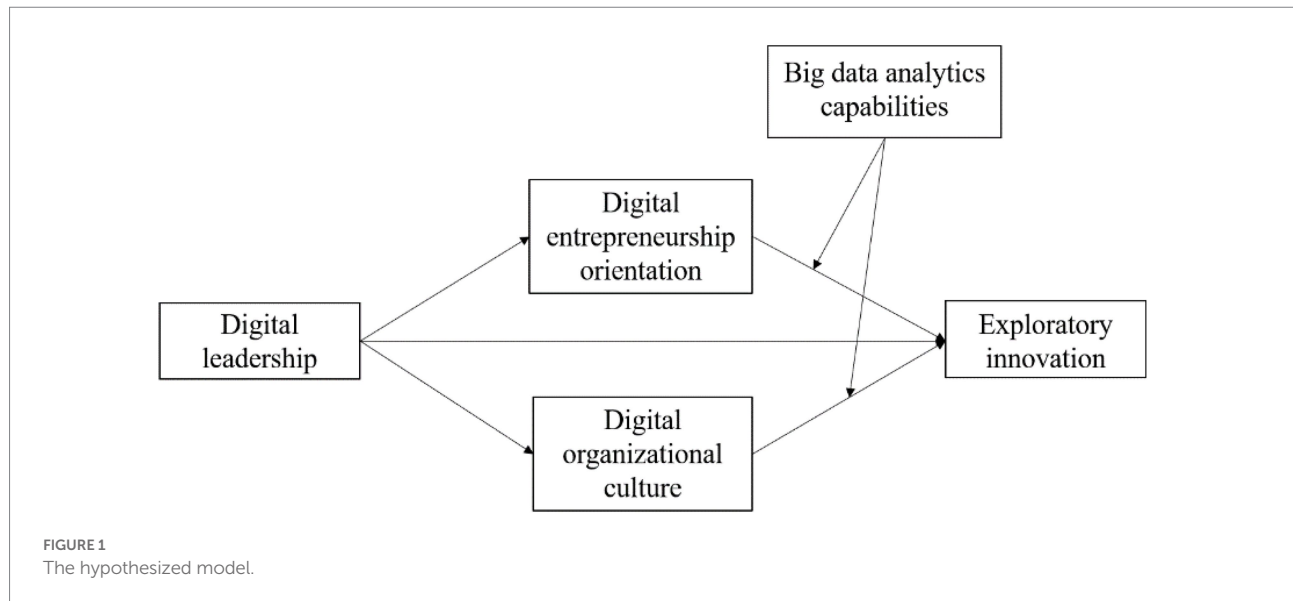 Big data analytics
capabilities
Digital
entrepreneurship
orientation
Digital
leadership
Exploratory
innovation
Digital
organizational
culture
FIGURE 1
The hypothesized model.